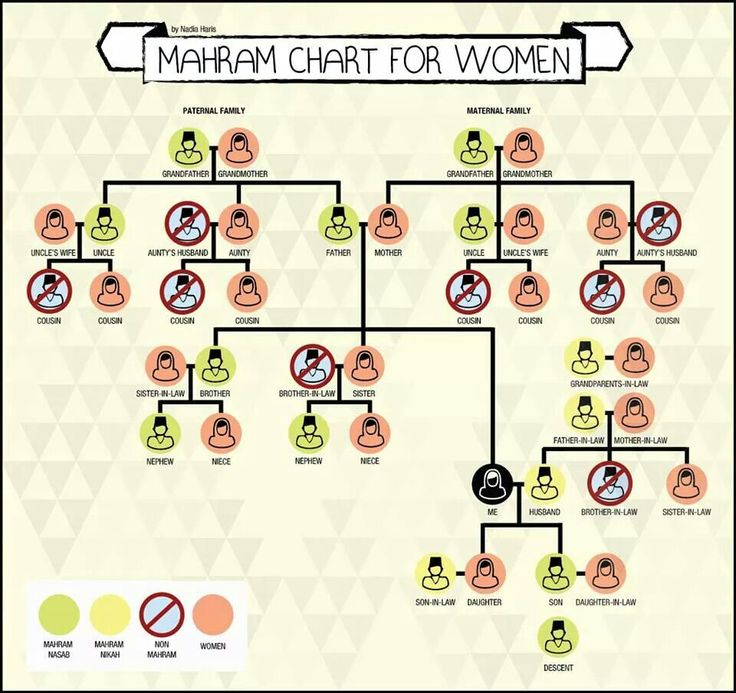 by Nadia Haris
MAHRAM CHART FOR WOMEN
PATERNAL FAMILY
MATERNAL FAMILY
GRANDFATHER
GRANDMOTHER
GRANDFATHER
GRANDMOTHER
UNCLE'S WIFE
UNCLE
AUNTY'S HUSBAND
AUNTY
FATHER
MOTHER
UNCLE
UNCLE'S WIFE
AUNTY
AUNTY'S HUSBAND
COUSIN
COUSIN
COUSIN
COUSIN
COUSIN
COUSIN
COUSIN
COUSIN
GRANDPARENTS-IN-LAW
SISTER-IN-LAW
BROTHER
BROTHER-IN-LAW
SISTER
FATHER-IN-LAW
MOTHER-IN-LAW
NEPHEW
NIECE
NEPHEW
NIECE
ME
HUSBAND
BROTHER-IN-LAW
SISTER-IN-LAW
SON-IN-LAW
DAUGHTER
SON
DAUGHTER-IN-LAW
DESCENT
MAHRAM
NASAB
MAHRAM
NIKAH
NON
MAHRAM
WOMEN